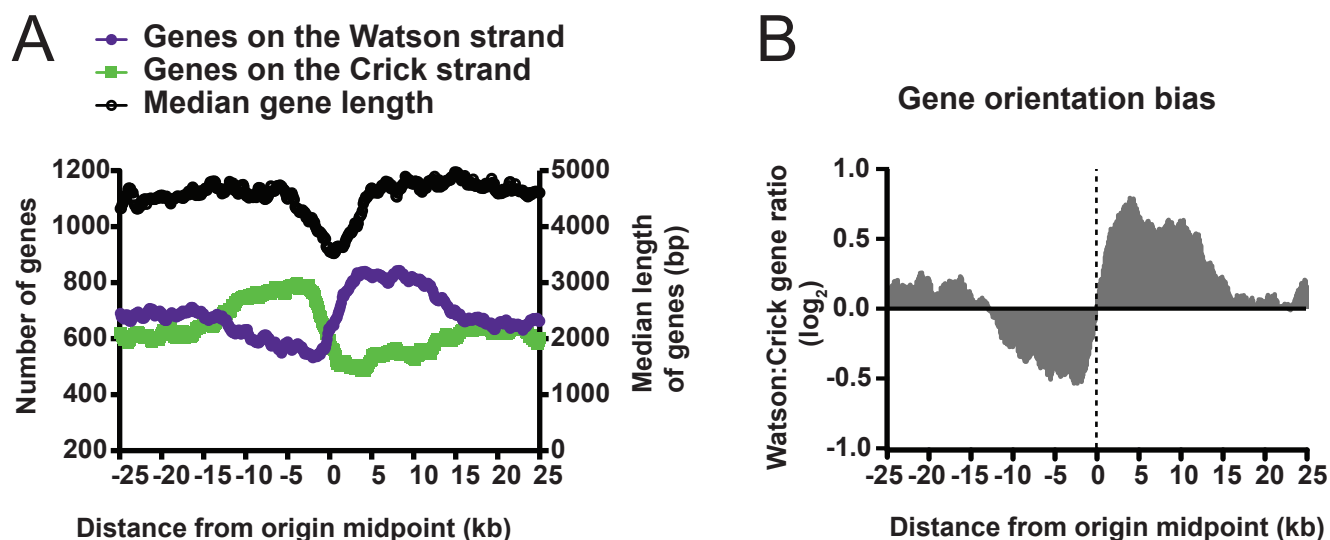 A
Genes on the Watson strand
Genes on the Crick strand
Median gene length
Number of genes
1200
1000
800
600
400
200
5000
4000
3000
2000
1000
0
Median length
of genes (bp)
-25 -20 -15 -10 -5 0 5 10 15 20 25
Distance from origin midpoint (kb)
B
Gene orientation bias
Watson:Crick gene ratio
(log2)
1.0
0.5
0.0
-0.5
-1.0
-25 -20 -15 -10 -5 0 5 10 15 20 25
Distance from origin midpoint (kb)